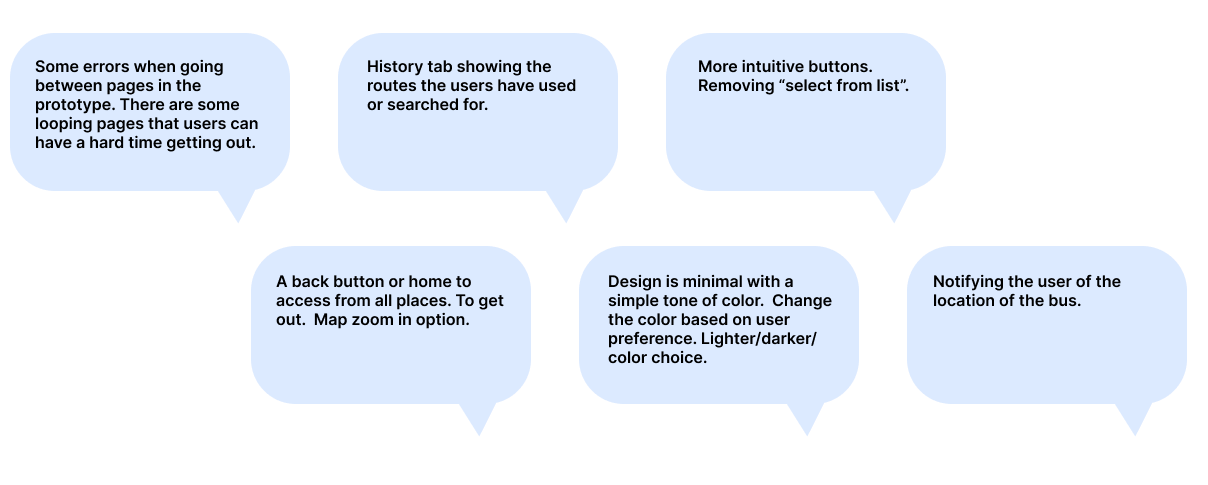 Some errors when going
between pages in the
prototype. There are some
looping pages that users can
have a hard time getting out.
History tab showing the
routes the users have used
or searched for.
More intuitive buttons.
Removing “select from list”.
A back button or home to
access from all places. To get
out.  Map zoom in option.
Design is minimal with a
simple tone of color.  Change
the color based on user
preference. Lighter/darker/
color choice.
Notifying the user of the
location of the bus.